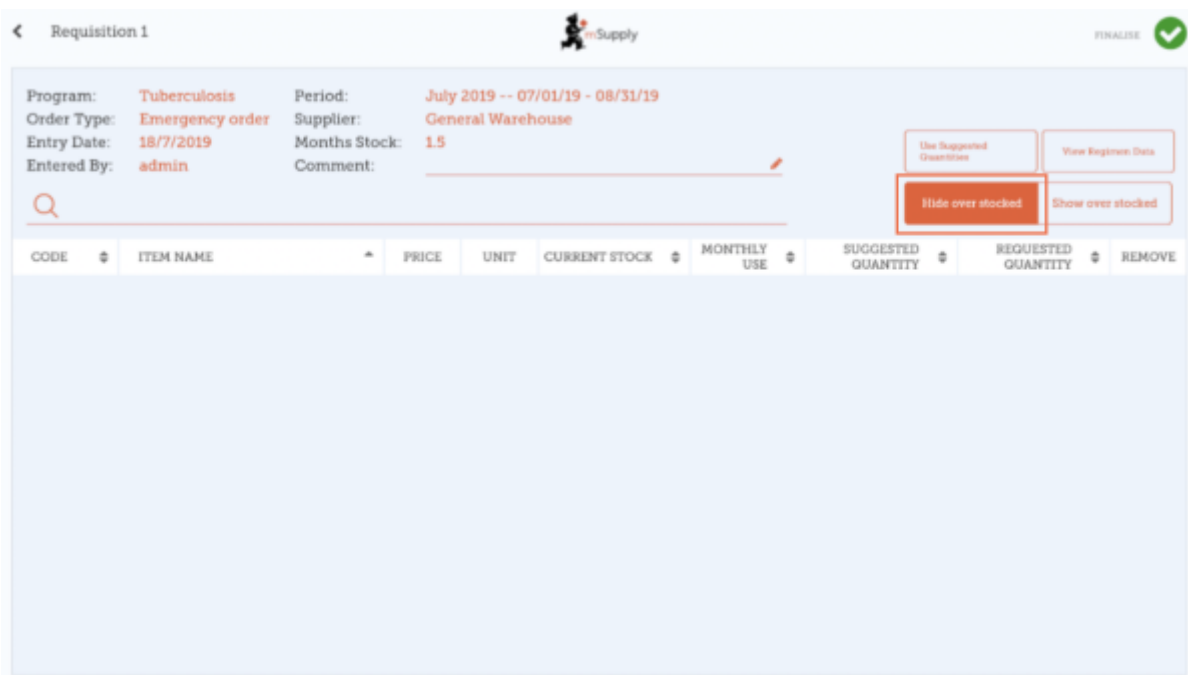 Requisition 1
mSupply
FINALISE
Program: Tuberculosis Period: July 2019 -- 07/01/19 - 08/31/19
Order Type: Emergency order Supplier: General Warehouse
Entry Date: 18/7/2019 Months Stock: 1.5
Entered By: admin Comment:
Use Suggested
Quantities
View Regimen Data
Hide over stocked Show over stocked
CODE ITEM NAME PRICE UNIT CURRENT STOCK MONTHLY USE SUGGESTED QUANTITY REQUESTED QUANTITY REMOVE